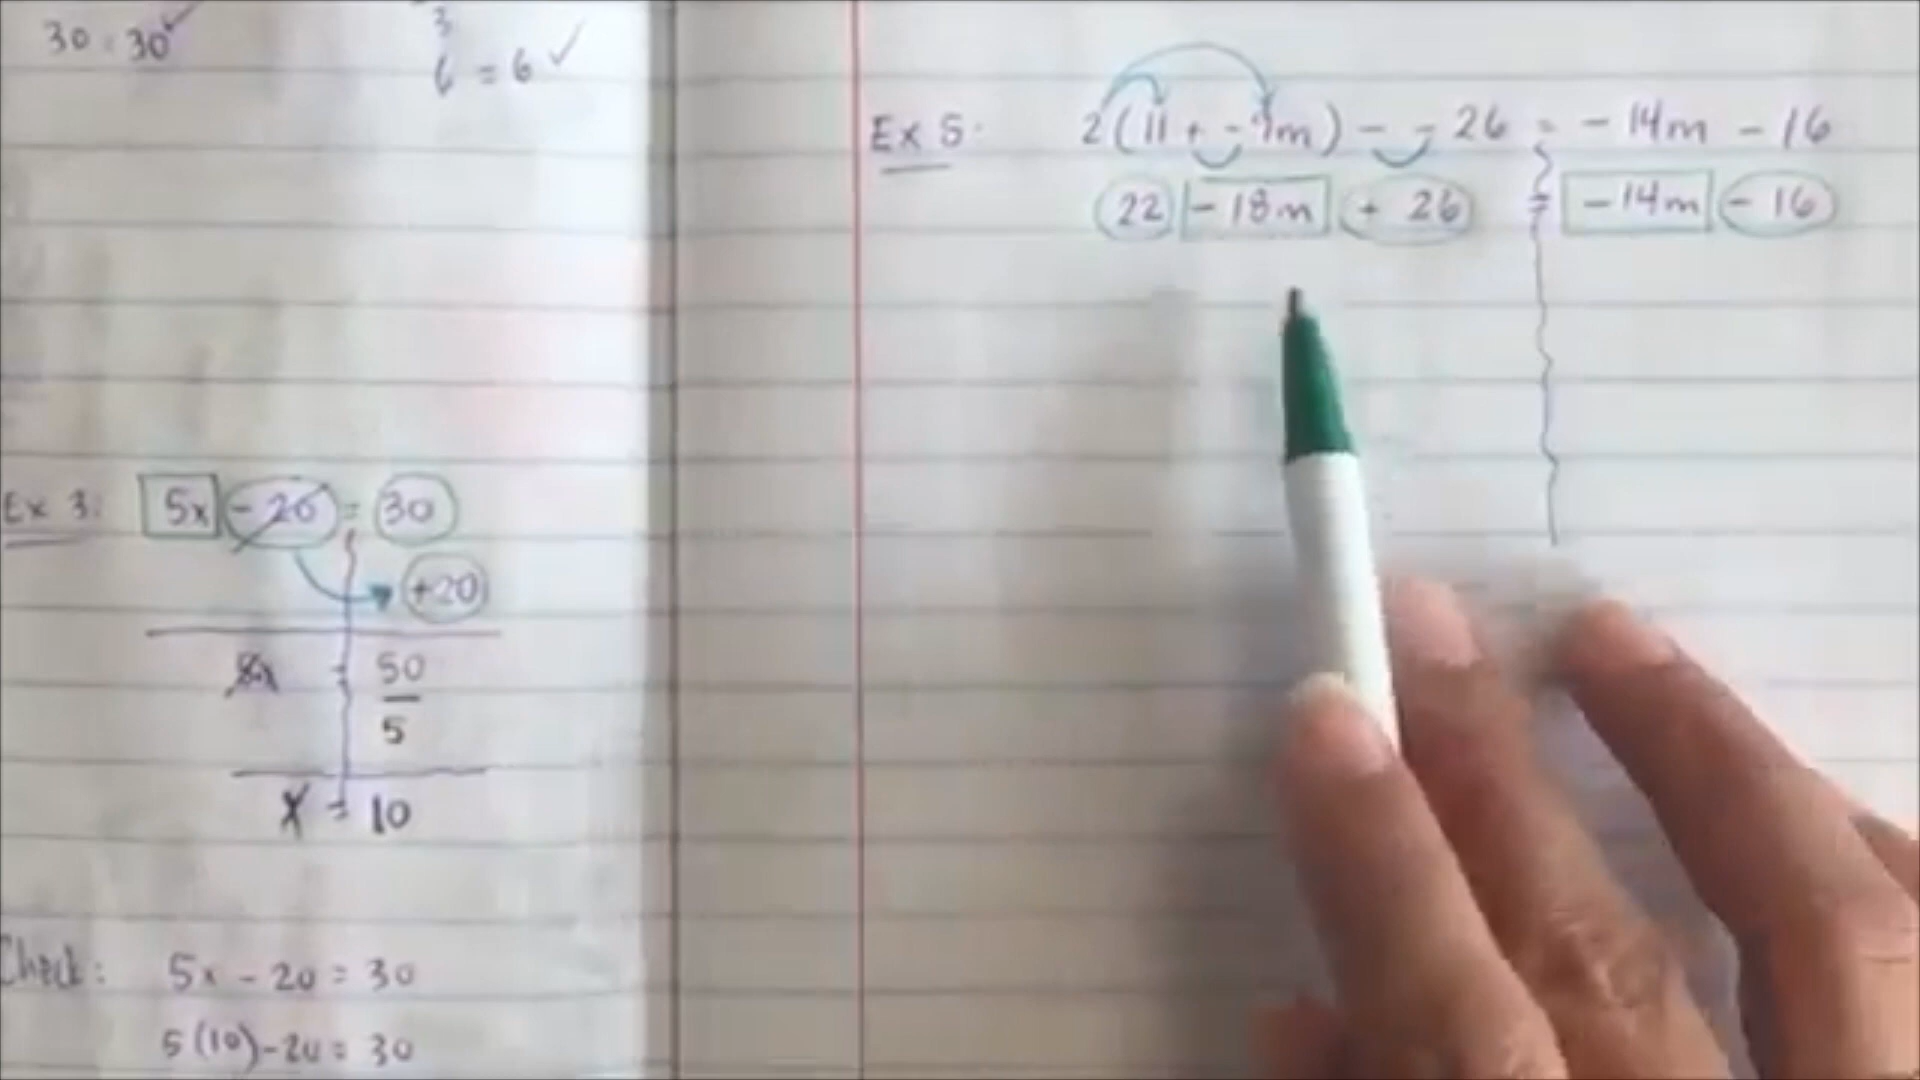 30 = 30 ✓
3
6 = 6 ✓
Ex 3: 5x - 20 = 30
+20
5x = 50
5
x = 10
Check: 5x - 20 = 30
5(10) - 20 = 30
Ex 5: 2(11 + - 9m) - - 26 = - 14m - 16
22 - 18m + 26 = - 14m - 16